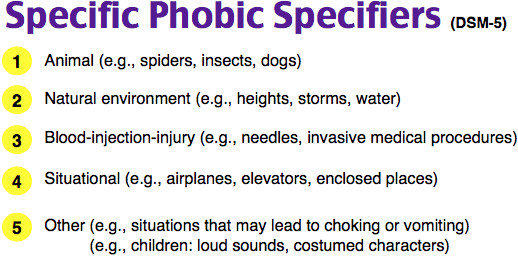 Specific Phobic Specifiers (DSM-5)
1 Animal (e.g., spiders, insects, dogs)
2 Natural environment (e.g., heights, storms, water)
3 Blood-injection-injury (e.g., needles, invasive medical procedures)
4 Situational (e.g., airplanes, elevators, enclosed places)
5 Other (e.g., situations that may lead to choking or vomiting)
(e.g., children: loud sounds, costumed characters)